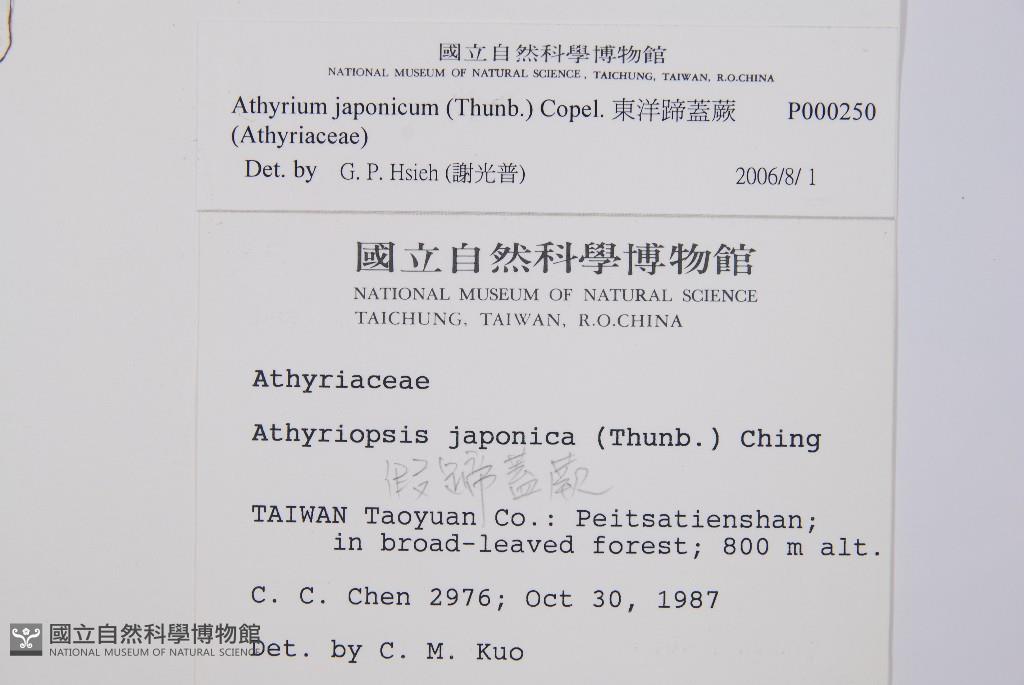 國立自然科學博物館
NATIONAL MUSEUM OF NATURAL SCIENCE, TAICHUNG, TAIWAN, R.O.CHINA
Athyrium japonicum (Thunb.) Copel. 東洋蹄蓋蕨 P000250
(Athyriaceae)
Det. by G. P. Hsieh (謝光普) 2006/8/ 1
國立自然科學博物館
NATIONAL MUSEUM OF NATURAL SCIENCE
TAICHUNG, TAIWAN, R.O.CHINA
Athyriaceae
Athyriopsis japonica (Thunb.) Ching
假蹄蓋蕨
TAIWAN Taoyuan Co.: Peitsatienshan;
in broad-leaved forest; 800 m alt.
C. C. Chen 2976; Oct 30, 1987
Det. by C. M. Kuo
國立自然科學博物館
NATIONAL MUSEUM OF NATURAL SCIENCE